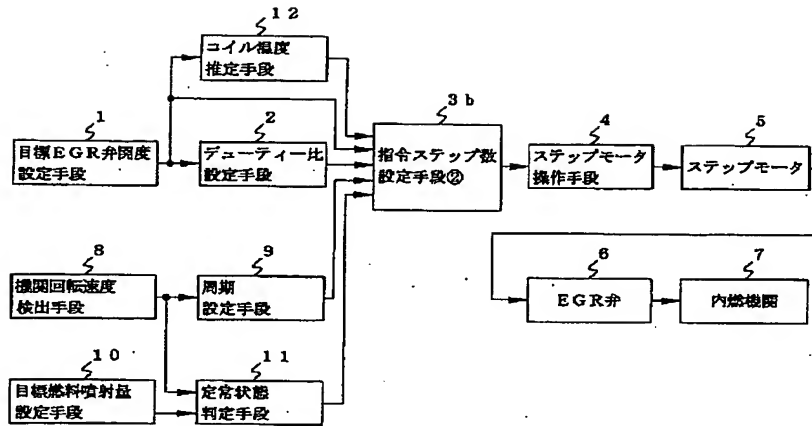 １２
コイル温度
推定手段
１
目標ＥＧＲ弁開度
設定手段
２
デューティー比
設定手段
３ｂ
指令ステップ数
設定手段②
４
ステップモータ
操作手段
５
ステップモータ
８
機関回転速度
検出手段
９
周期
設定手段
６
ＥＧＲ弁
７
内燃機関
１０
目標燃料噴射量
設定手段
１１
定常状態
判定手段